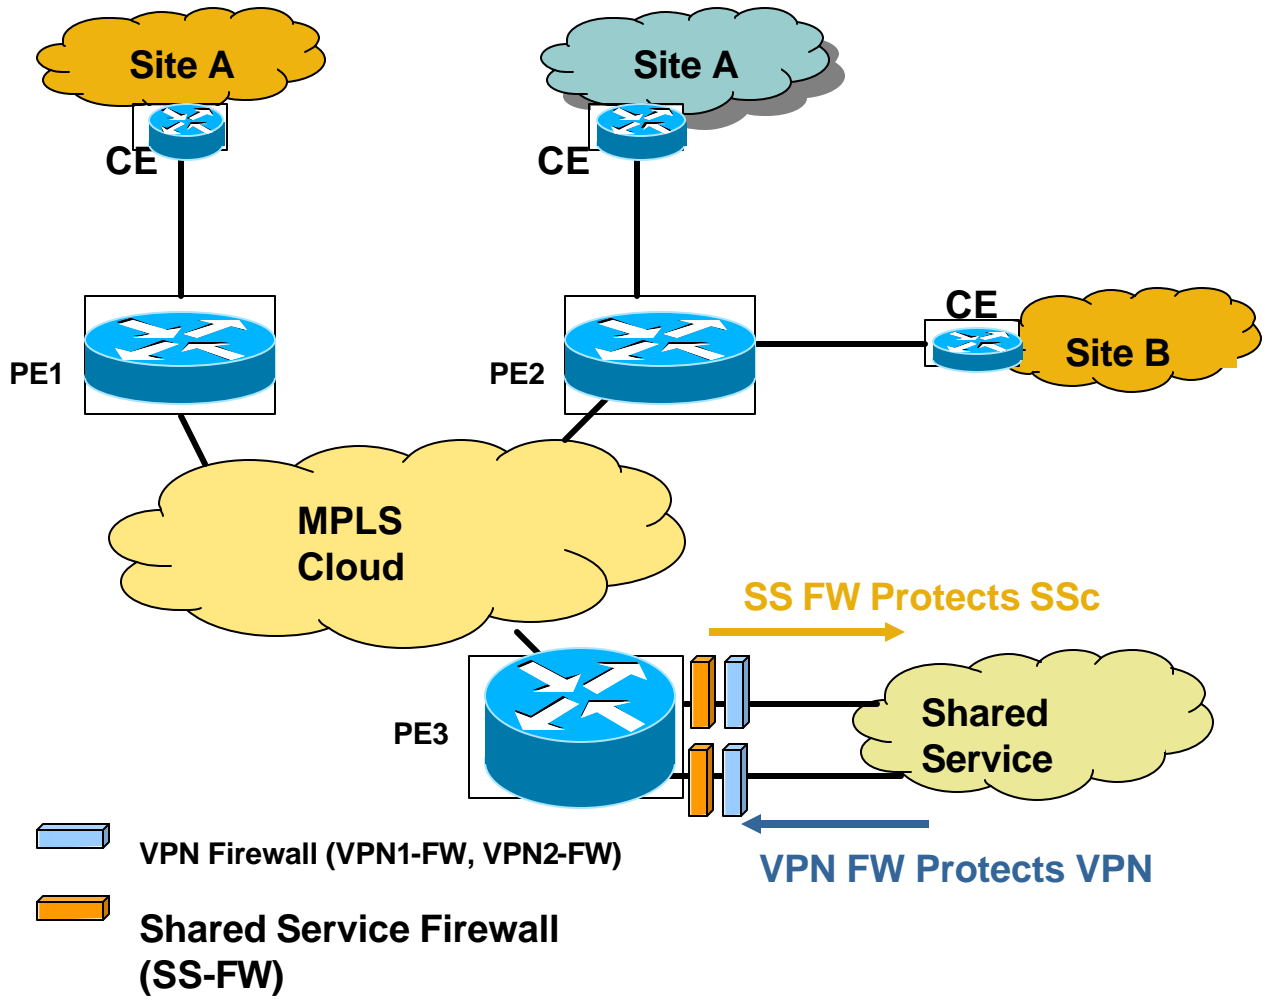 Site A
Site A
CE
CE
CE
Site B
PE1
PE2
MPLS
Cloud
SS FW Protects SSc
PE3
Shared
Service
VPN Firewall (VPN1-FW, VPN2-FW)
VPN FW Protects VPN
Shared Service Firewall
(SS-FW)